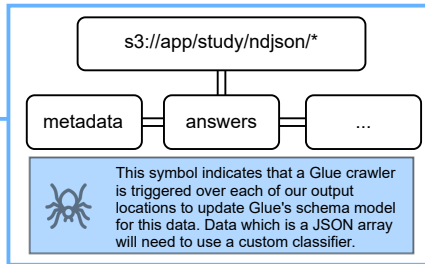 s3://app/study/ndjson/*
metadata
answers
...
This symbol indicates that a Glue crawler
is triggered over each of our output
locations to update Glue's schema model
for this data. Data which is a JSON array
will need to use a custom classifier.